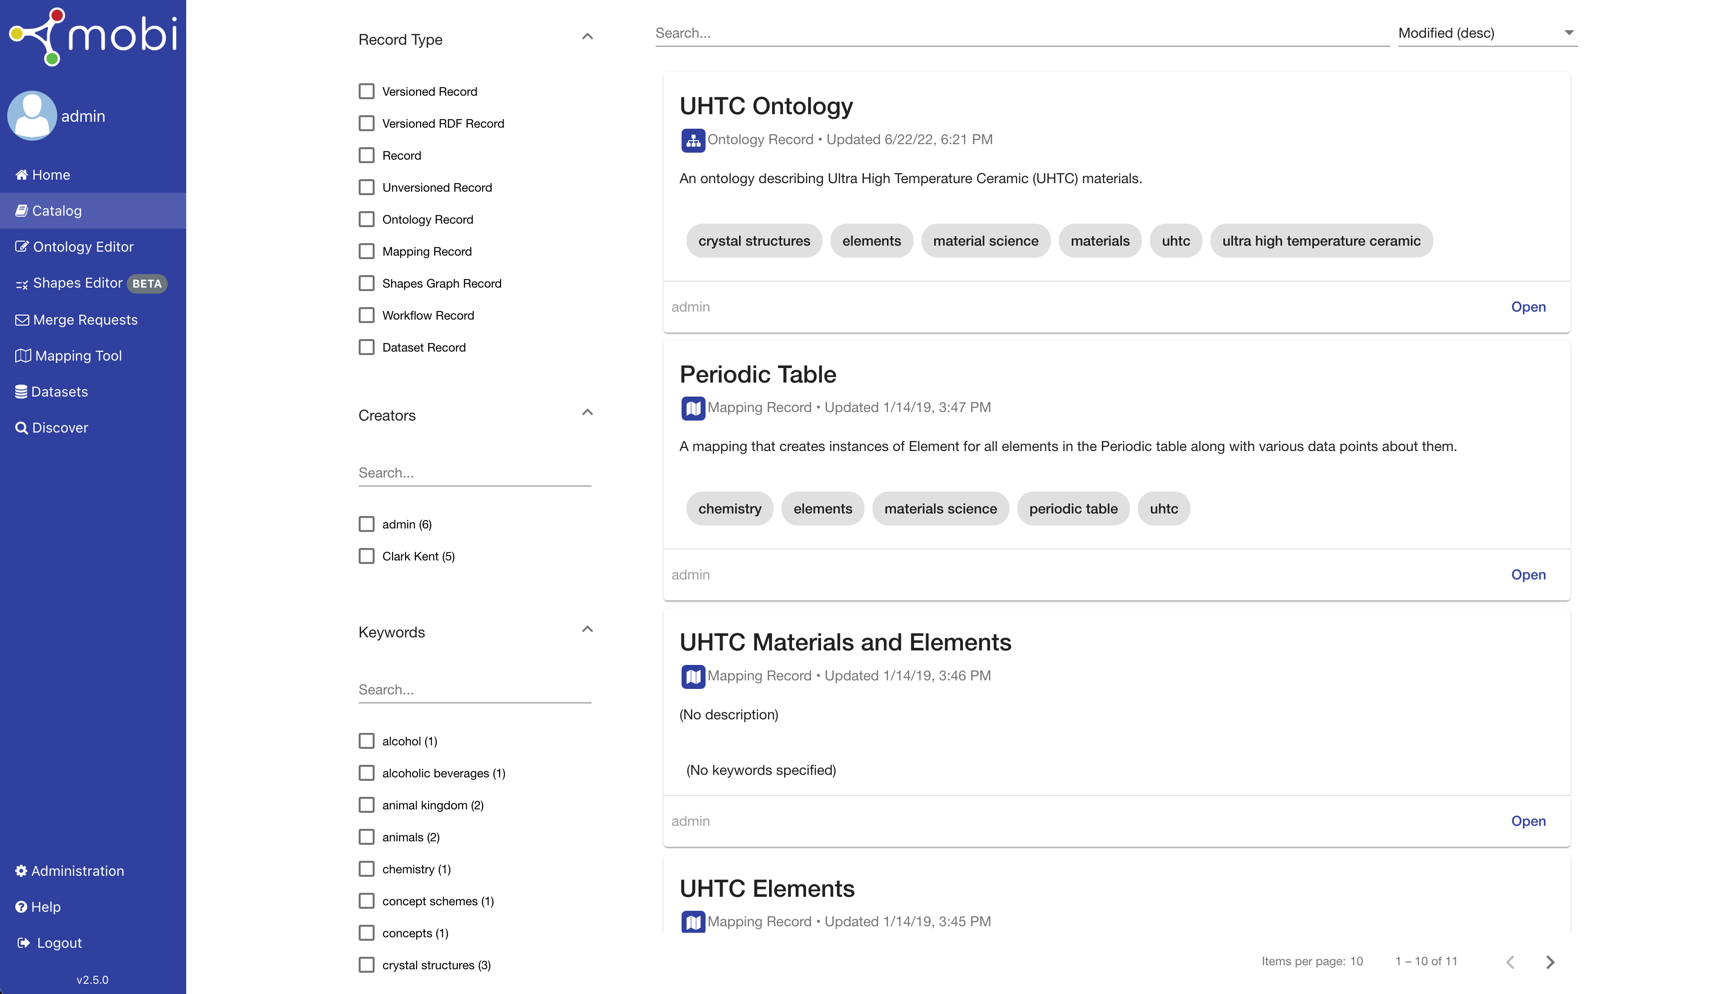 mobi
admin
Home
Catalog
Ontology Editor
Shapes Editor BETA
Merge Requests
Mapping Tool
Datasets
Discover
Administration
Help
Logout
v2.5.0
Record Type
Versioned Record
Versioned RDF Record
Record
Unversioned Record
Ontology Record
Mapping Record
Shapes Graph Record
Workflow Record
Dataset Record
Creators
Search...
admin (6)
Clark Kent (5)
Keywords
Search...
alcohol (1)
alcoholic beverages (1)
animal kingdom (2)
animals (2)
chemistry (1)
concept schemes (1)
concepts (1)
crystal structures (3)
Search... Modified (desc)
UHTC Ontology
Ontology Record • Updated 6/22/22, 6:21 PM
An ontology describing Ultra High Temperature Ceramic (UHTC) materials.
crystal structures elements material science materials uhtc ultra high temperature ceramic
admin Open
Periodic Table
Mapping Record • Updated 1/14/19, 3:47 PM
A mapping that creates instances of Element for all elements in the Periodic table along with various data points about them.
chemistry elements materials science periodic table uhtc
admin Open
UHTC Materials and Elements
Mapping Record • Updated 1/14/19, 3:46 PM
(No description)
(No keywords specified)
admin Open
UHTC Elements
Mapping Record • Updated 1/14/19, 3:45 PM
Items per page: 10 1 – 10 of 11